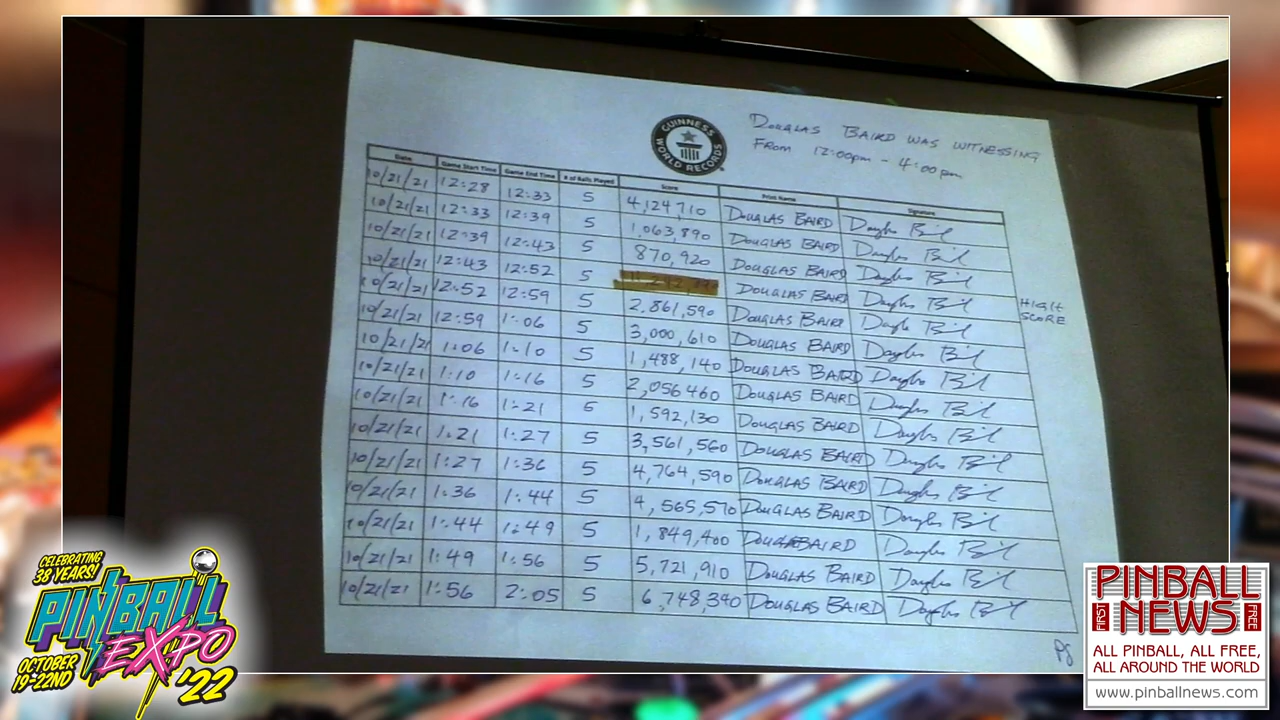 GUINNESS WORLD RECORDS
DOUGLAS BAIRD WAS WITNESSING
FROM 12:00pm - 4:00pm
Date Game Start Time Game End Time # of Balls Played Score Print Name Signature
10/21/21 12:28 12:33 5 4,124,710 DOUGLAS BAIRD
10/21/21 12:33 12:39 5 1,063,890 DOUGLAS BAIRD
10/21/21 12:39 12:43 5 870,920 DOUGLAS BAIRD
10/21/21 12:43 12:52 5 DOUGLAS BAIRD HIGH SCORE
10/21/21 12:52 12:59 5 2,861,590 DOUGLAS BAIRD
10/21/21 12:59 1:06 5 3,000,610 DOUGLAS BAIRD
10/21/21 1:06 1:10 5 1,488,140 DOUGLAS BAIRD
10/21/21 1:10 1:16 5 2,056460 DOUGLAS BAIRD
10/21/21 1:16 1:21 5 1,592,130 DOUGLAS BAIRD
10/21/21 1:21 1:27 5 3,561,560 DOUGLAS BAIRD
10/21/21 1:27 1:36 5 4,764,590 DOUGLAS BAIRD
10/21/21 1:36 1:44 5 4,565,570 DOUGLAS BAIRD
10/21/21 1:44 1:49 5 1,849,400 DOUGLAS BAIRD
10/21/21 1:49 1:56 5 5,721,910 DOUGLAS BAIRD
10/21/21 1:56 2:05 5 6,748,340 DOUGLAS BAIRD
CELEBRATING
38 YEARS!
PINBALL
EXPO
OCTOBER
19-22ND
'22
PINBALL
FIRST NEWS FREE
ALL PINBALL, ALL FREE,
ALL AROUND THE WORLD
www.pinballnews.com